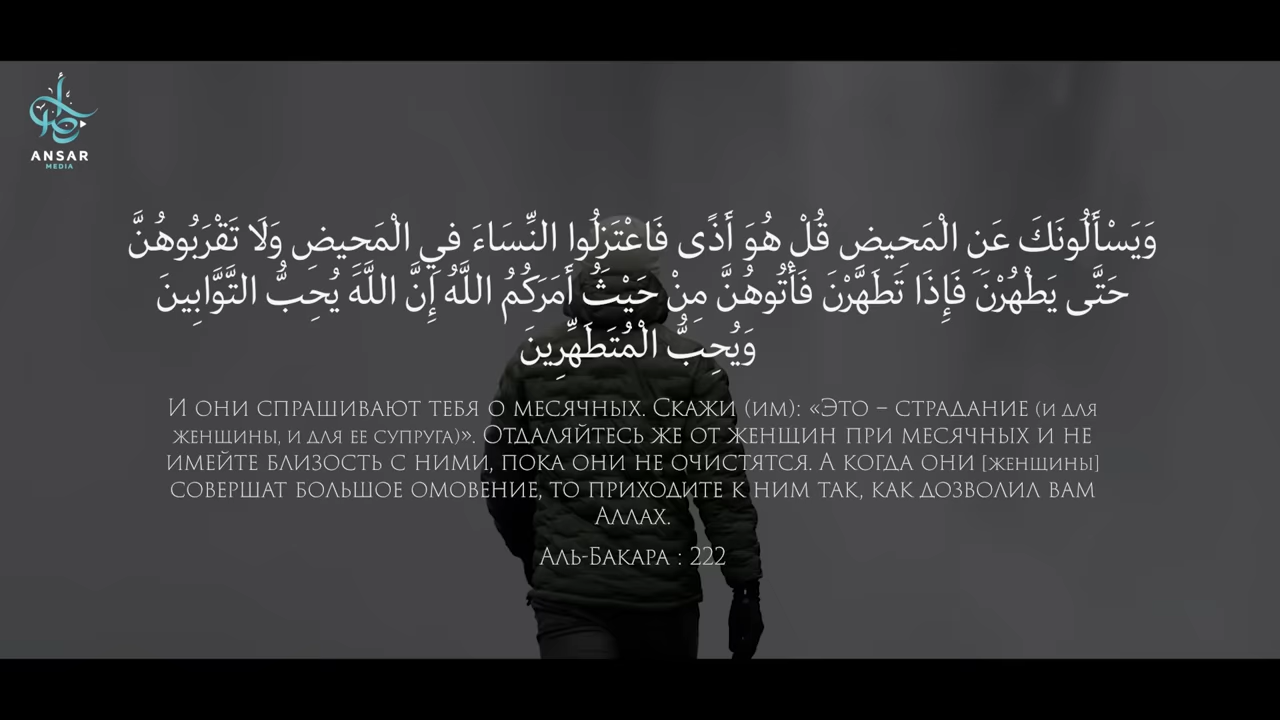 ANSAR
MEDIA
وَيَسْأَلُونَكَ عَنِ الْمَحِيضِ قُلْ هُوَ أَذًى فَاعْتَزِلُوا النِّسَاءَ فِي الْمَحِيضِ وَلَا تَقْرَبُوهُنَّ
حَتَّى يَطْهُرْنَ فَإِذَا تَطَهَّرْنَ فَأْتُوهُنَّ مِنْ حَيْثُ أَمَرَكُمُ اللَّهُ إِنَّ اللَّهَ يُحِبُّ التَّوَّابِينَ
وَيُحِبُّ الْمُتَطَهِّرِينَ
И они спрашивают тебя о месячных. Скажи (им): «Это – страдание (и для
женщины, и для ее супруга)». Отдаляйтесь же от женщин при месячных и не
имейте близость с ними, пока они не очистятся. А когда они [женщины]
совершат большое омовение, то приходите к ним так, как дозволил вам
Аллах.
Аль-Бакара : 222